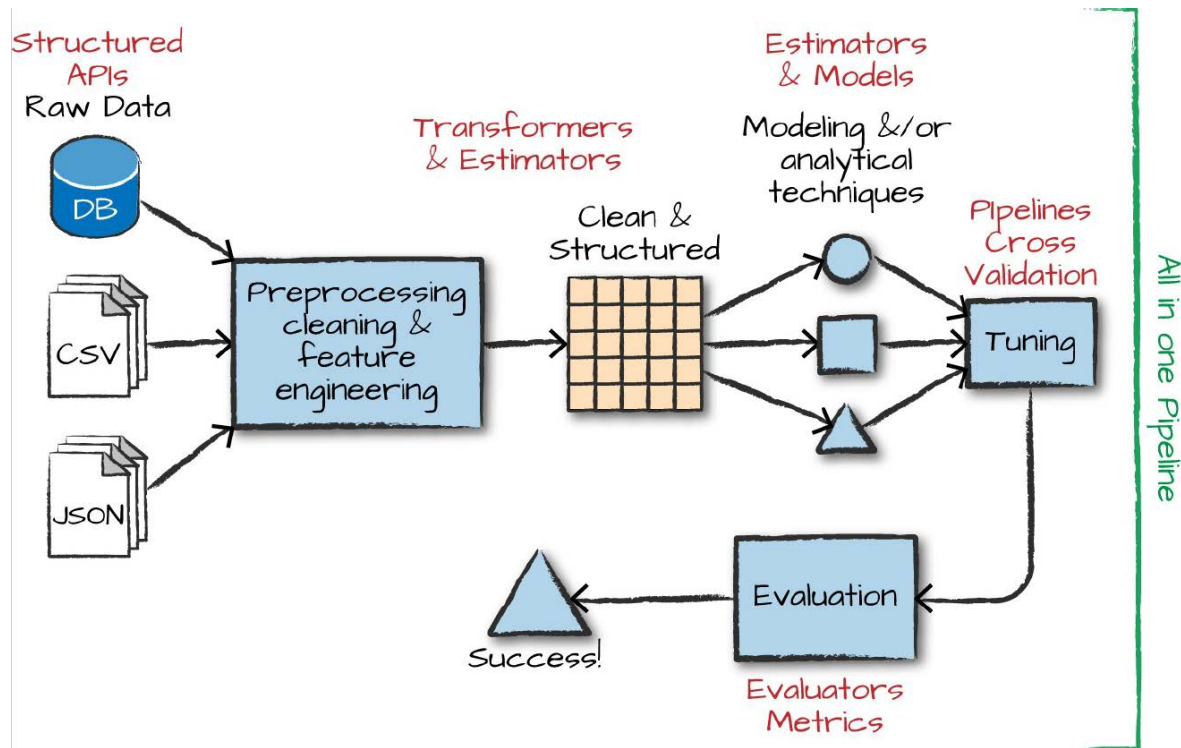 Structured
APIs
Raw Data
DB
CSV
JSON
Preprocessing
cleaning &
feature
engineering
Transformers
& Estimators
Clean &
Structured
Estimators
& Models
Modeling &/or
analytical
techniques
Pipelines
Cross
Validation
Tuning
Evaluation
Evaluators
Metrics
Success!
All in one Pipeline